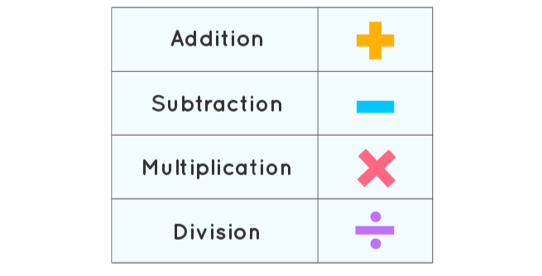 Addition +
Subtraction −
Multiplication ×
Division ÷